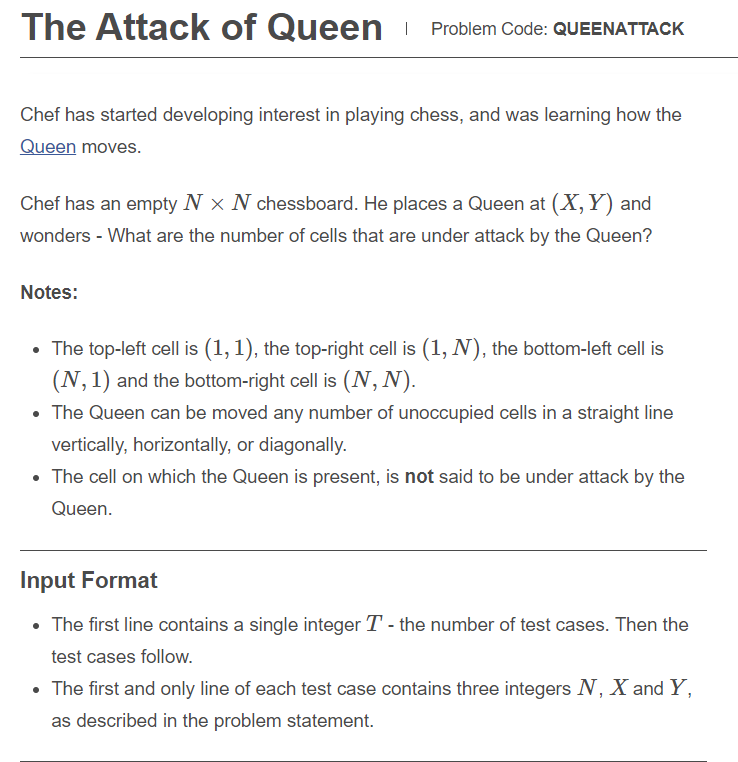 The Attack of Queen | Problem Code: QUEENATTACK
Chef has started developing interest in playing chess, and was learning how the
Queen moves.
Chef has an empty N × N chessboard. He places a Queen at (X, Y) and
wonders - What are the number of cells that are under attack by the Queen?
Notes:
• The top-left cell is (1, 1), the top-right cell is (1, N), the bottom-left cell is
(N, 1) and the bottom-right cell is (N, N).
• The Queen can be moved any number of unoccupied cells in a straight line
vertically, horizontally, or diagonally.
• The cell on which the Queen is present, is not said to be under attack by the
Queen.
Input Format
• The first line contains a single integer T - the number of test cases. Then the
test cases follow.
• The first and only line of each test case contains three integers N, X and Y,
as described in the problem statement.